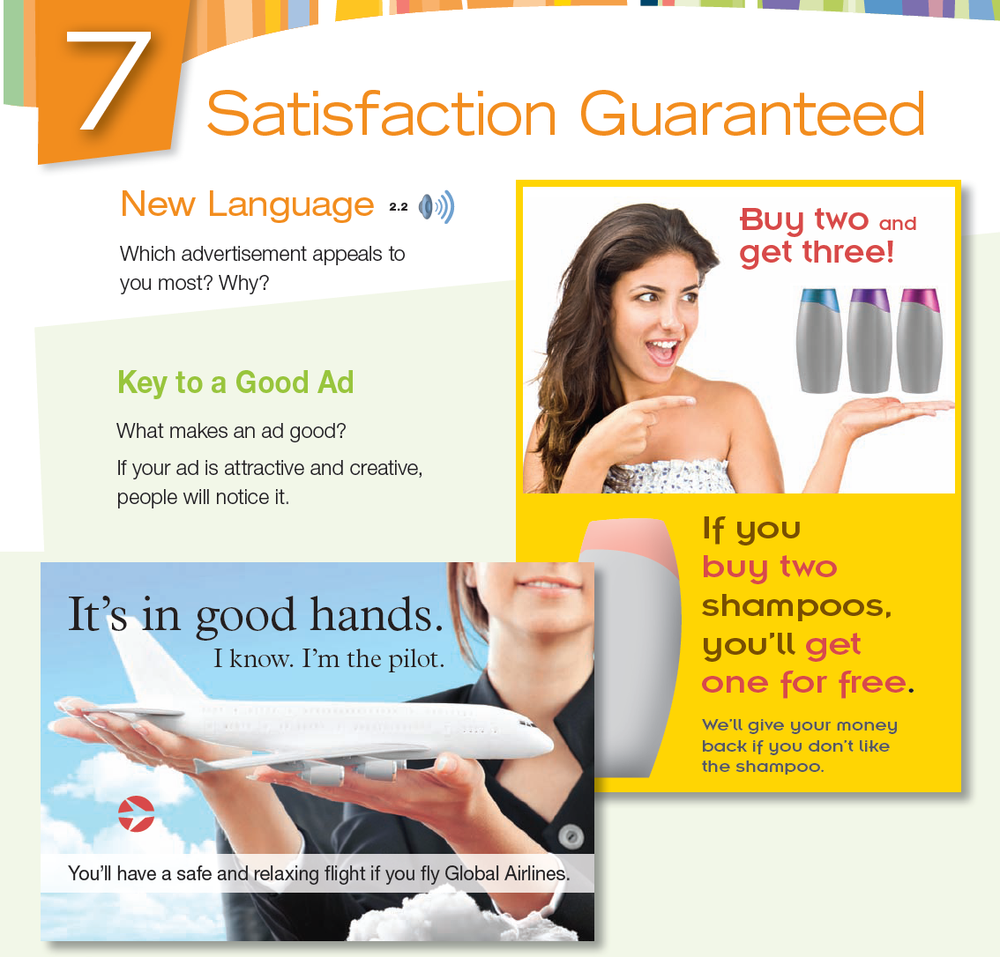 7
Satisfaction Guaranteed
New Language 2.2
Which advertisement appeals to
you most? Why?
Key to a Good Ad
What makes an ad good?
If your ad is attractive and creative,
people will notice it.
Buy two and
get three!
If you
buy two
shampoos,
you'll get
one for free.
We'll give your money
back if you don't like
the shampoo.
It's in good hands.
I know. I'm the pilot.
You'll have a safe and relaxing flight if you fly Global Airlines.